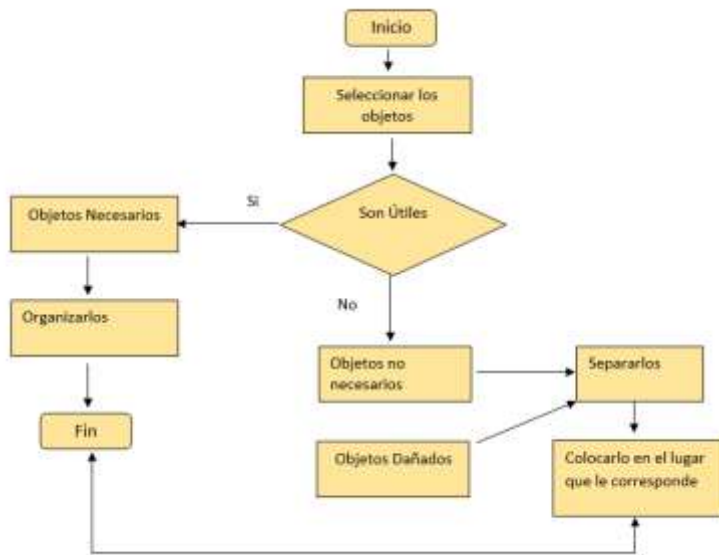 Inicio
Seleccionar los
objetos
Son Útiles
Si
Objetos Necesarios
Organizarlos
Fin
No
Objetos no
necesarios
Separarlos
Objetos Dañados
Colocarlo en el lugar
que le corresponde